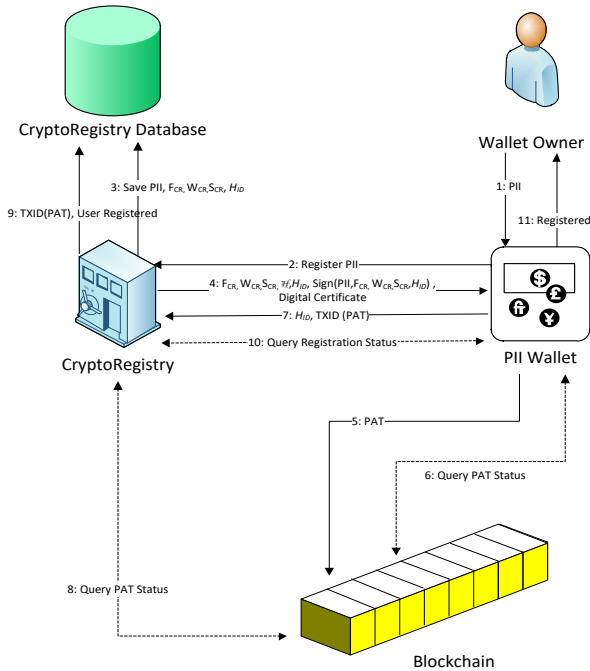 CryptoRegistry Database
Wallet Owner
3: Save PII, FCR, WCR,SCR, HID
1: PII
9: TXID(PAT), User Registered
11: Registered
2: Register PII
4: FCR, WCR,SCR, ℋ,HID, Sign(PII,FCR, WCR,SCR,HID) ,
Digital Certificate
7: HID, TXID (PAT)
10: Query Registration Status
CryptoRegistry
PII Wallet
$
£
¥
5: PAT
6: Query PAT Status
8: Query PAT Status
Blockchain